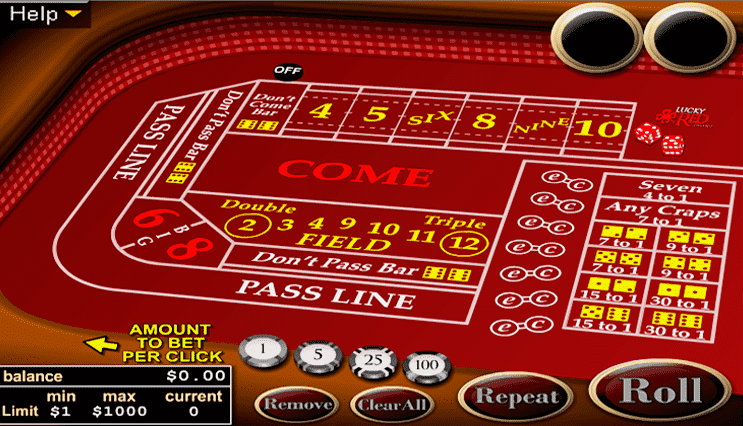 Help
OFF
PASS LINE
Don't Pass Bar
Don't
Come
Bar
4 5 SIX 8 NINE 10
LUCKY
RED
COME
Double
Triple
2 3 4 9 10 11 12
FIELD
6 8
BIG
Don't Pass Bar
PASS LINE
e-c
e-c
e-c
e-c
e-c
e-c
e-c
Seven
4 to 1
Any Craps
7 to 1
7 to 1 9 to 1
7 to 1 9 to 1
15 to 1 30 to 1
15 to 1 30 to 1
AMOUNT
TO BET
PER CLICK
1 5 25 100
balance $0.00
min max current
Limit $1 $1000 0
Remove ClearAll Repeat Roll